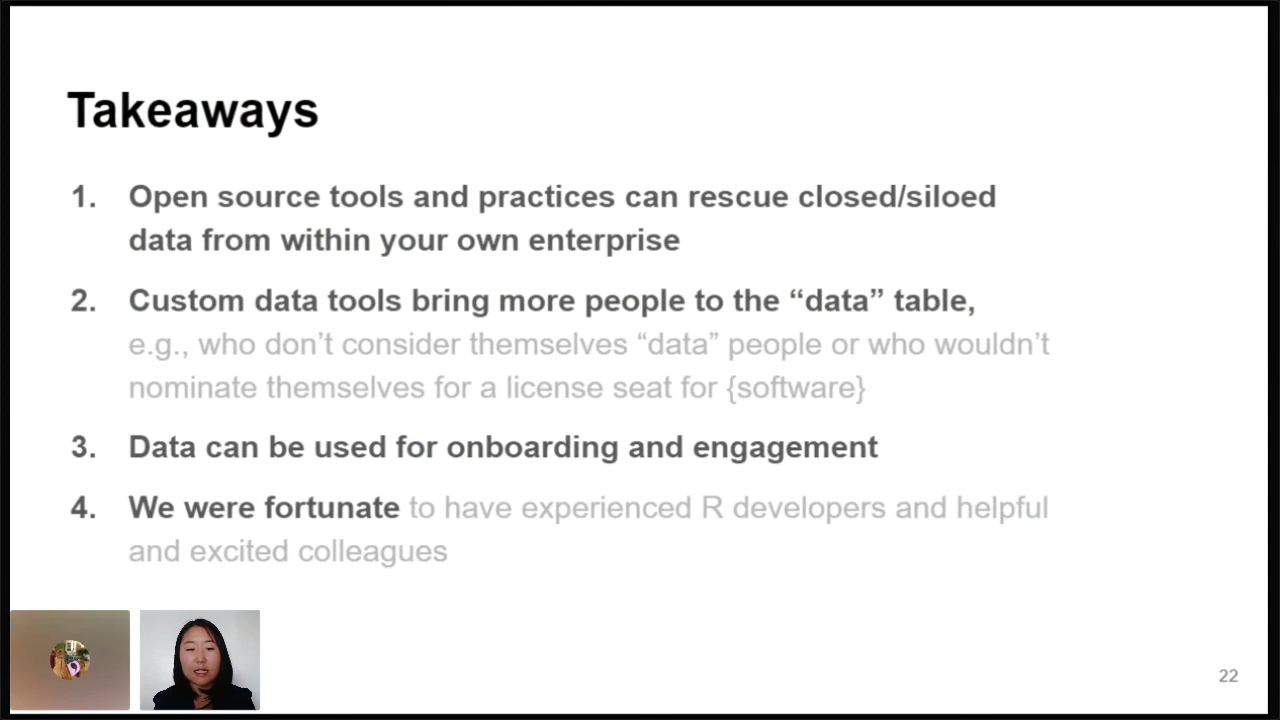 Takeaways
1. Open source tools and practices can rescue closed/siloed
data from within your own enterprise
2. Custom data tools bring more people to the “data” table,
e.g., who don’t consider themselves “data” people or who wouldn’t
nominate themselves for a license seat for {software}
3. Data can be used for onboarding and engagement
4. We were fortunate to have experienced R developers and helpful
and excited colleagues
22